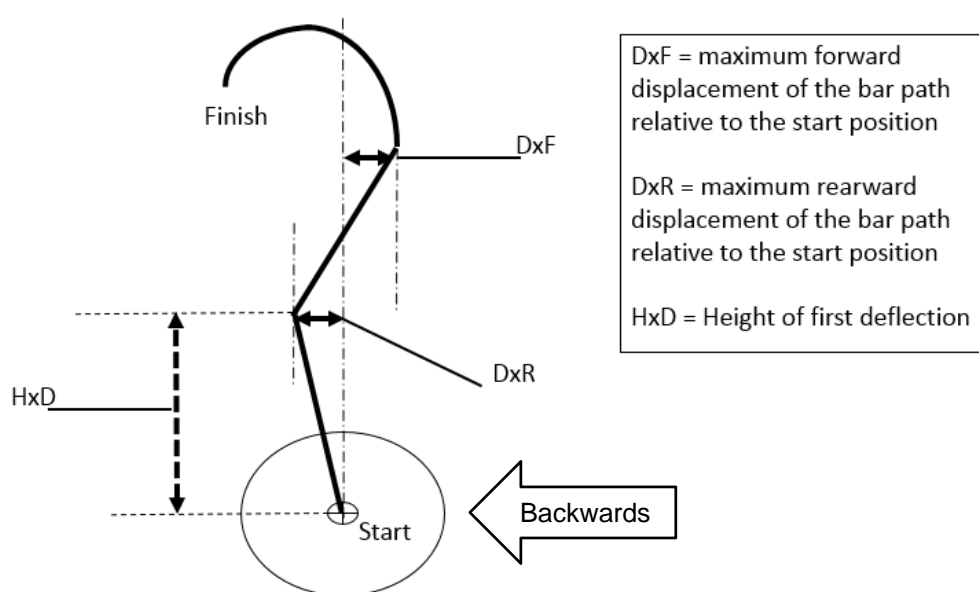 Finish
DxF
DxR
HxD
Start
Backwards
DxF = maximum forward
displacement of the bar path
relative to the start position
DxR = maximum rearward
displacement of the bar path
relative to the start position
HxD = Height of first deflection